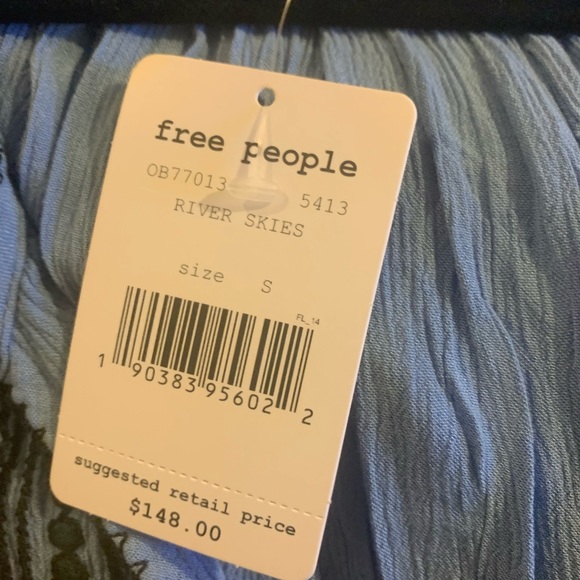 free people
OB77013 5413
RIVER SKIES
size S
FL_14
1 90383 95602 2
suggested retail price
$148.00